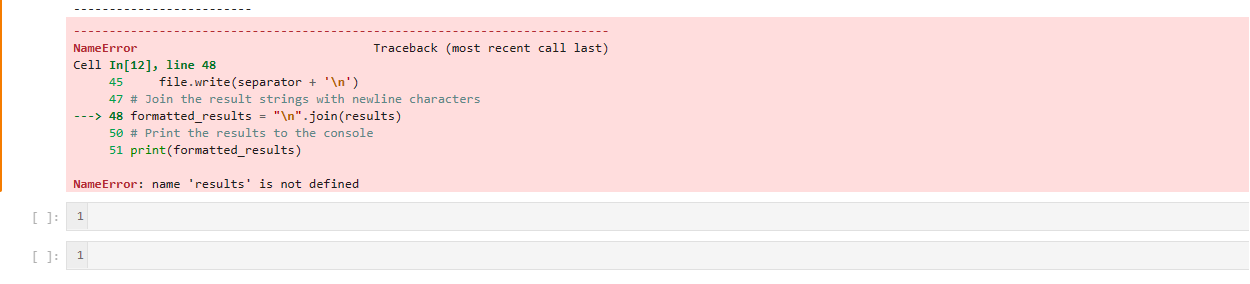 -------------------------
---------------------------------------------------------------------------
NameError                                 Traceback (most recent call last)
Cell In[12], line 48
     45     file.write(separator + '\n')
     47 # Join the result strings with newline characters
---> 48 formatted_results = "\n".join(results)
     50 # Print the results to the console
     51 print(formatted_results)
NameError: name 'results' is not defined
[ ]: 1
[ ]: 1